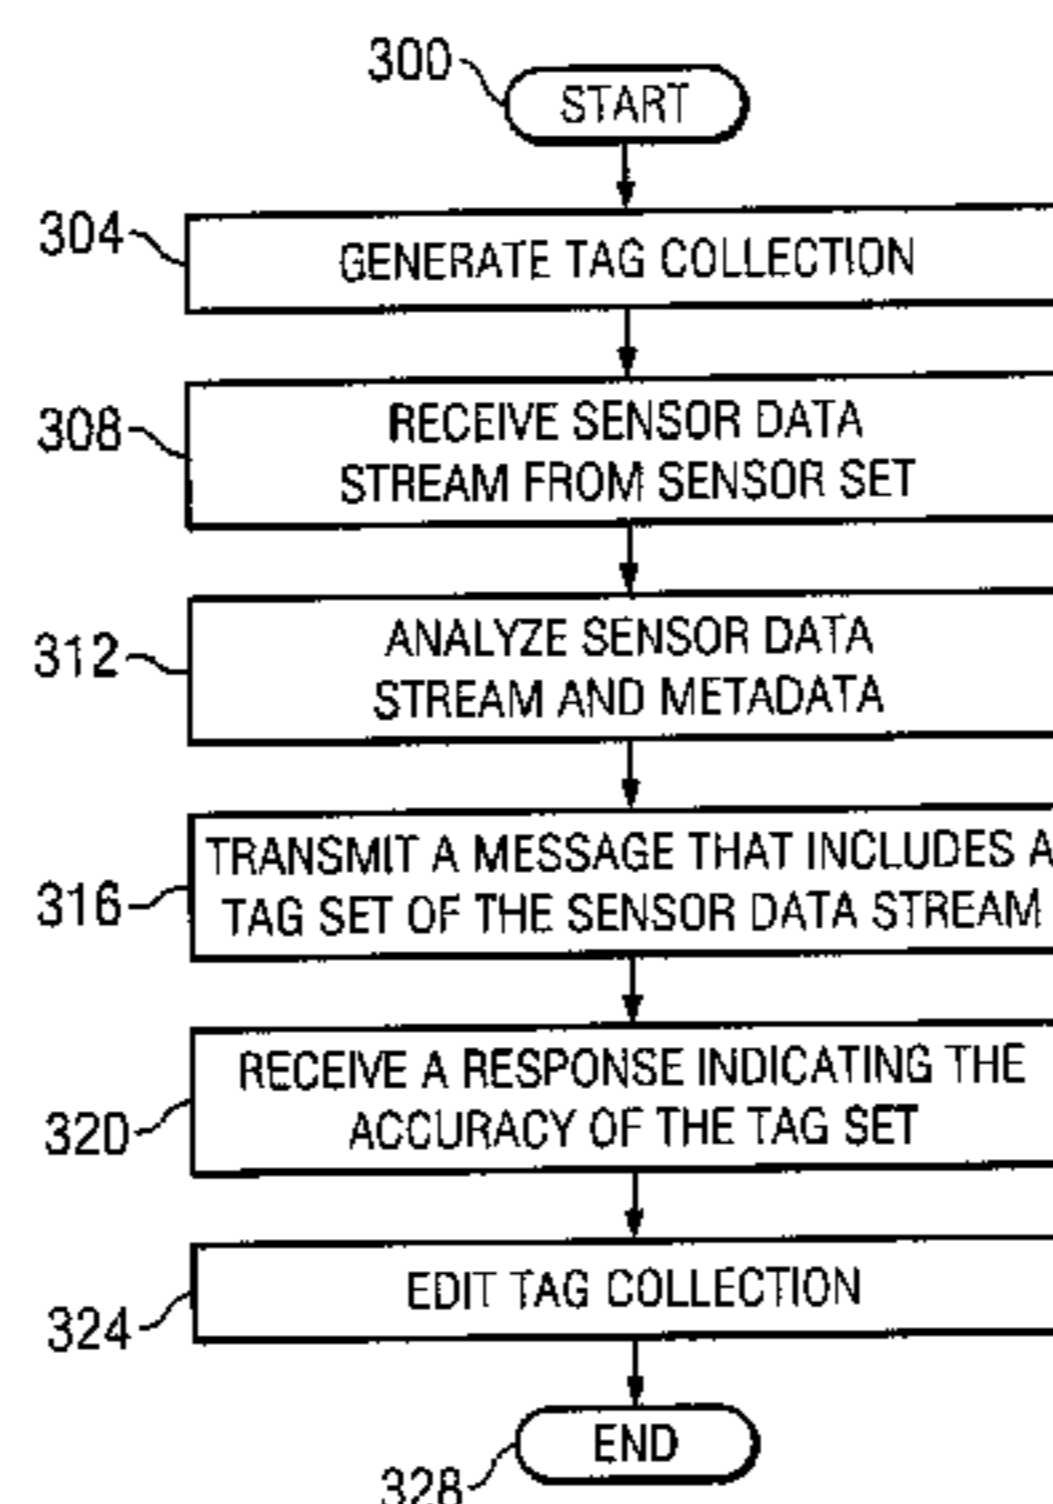 300
START
304
GENERATE TAG COLLECTION
308
RECEIVE SENSOR DATA
STREAM FROM SENSOR SET
312
ANALYZE SENSOR DATA
STREAM AND METADATA
316
TRANSMIT A MESSAGE THAT INCLUDES A
TAG SET OF THE SENSOR DATA STREAM
320
RECEIVE A RESPONSE INDICATING THE
ACCURACY OF THE TAG SET
324
EDIT TAG COLLECTION
END
328